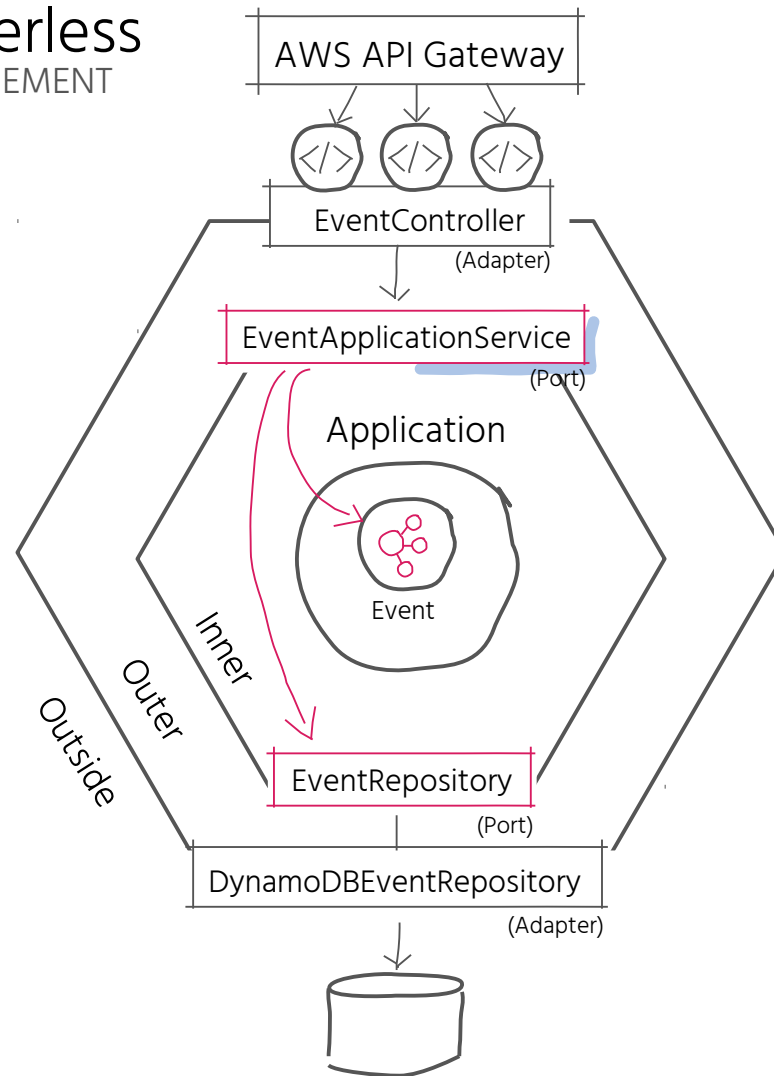 erless
EMENT
AWS API Gateway
</>
</>
</>
EventController
(Adapter)
EventApplicationService
(Port)
Application
Event
Inner
Outer
Outside
EventRepository
(Port)
DynamoDBEventRepository
(Adapter)